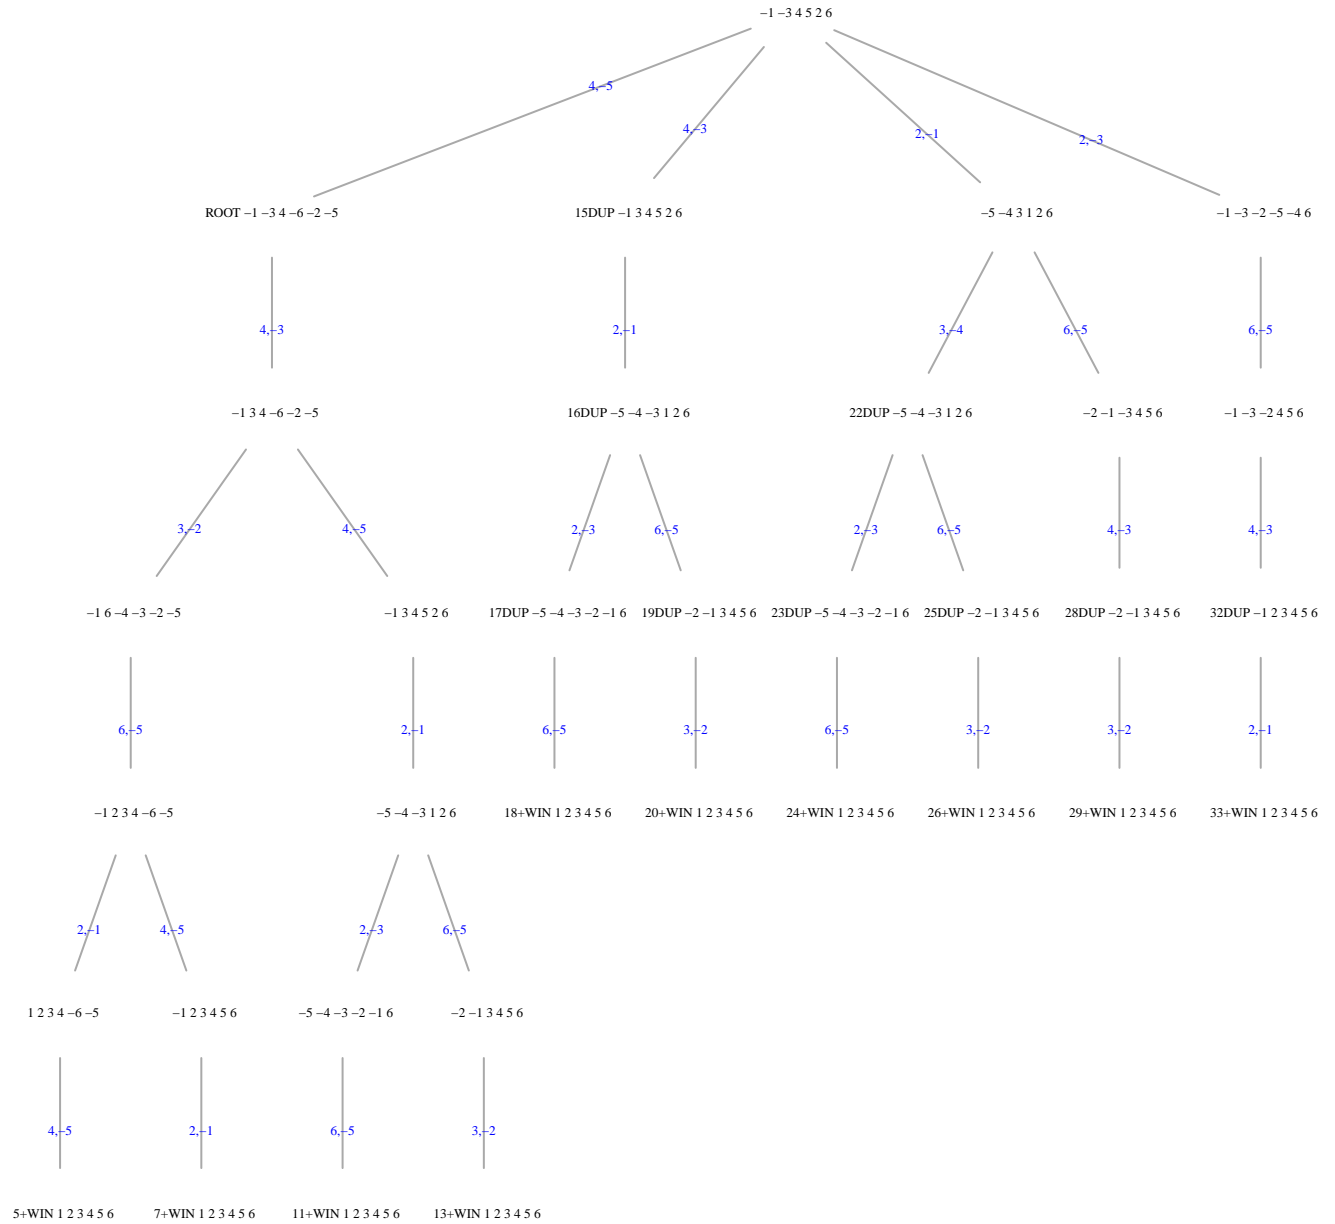 −1 −3 4 5 2 6
4,−5
4,−3
2,−1
2,−3
ROOT −1 −3 4 −6 −2 −5
15DUP −1 3 4 5 2 6
−5 −4 3 1 2 6
−1 −3 −2 −5 −4 6
4,−3
2,−1
3,−4
6,−5
6,−5
−1 3 4 −6 −2 −5
16DUP −5 −4 −3 1 2 6
22DUP −5 −4 −3 1 2 6
−2 −1 −3 4 5 6
−1 −3 −2 4 5 6
3,−2
4,−5
2,−3
6,−5
2,−3
6,−5
4,−3
4,−3
−1 6 −4 −3 −2 −5
−1 3 4 5 2 6
17DUP −5 −4 −3 −2 −1 6
19DUP −2 −1 3 4 5 6
23DUP −5 −4 −3 −2 −1 6
25DUP −2 −1 3 4 5 6
28DUP −2 −1 3 4 5 6
32DUP −1 2 3 4 5 6
6,−5
2,−1
6,−5
3,−2
6,−5
3,−2
3,−2
2,−1
−1 2 3 4 −6 −5
−5 −4 −3 1 2 6
18+WIN 1 2 3 4 5 6
20+WIN 1 2 3 4 5 6
24+WIN 1 2 3 4 5 6
26+WIN 1 2 3 4 5 6
29+WIN 1 2 3 4 5 6
33+WIN 1 2 3 4 5 6
2,−1
4,−5
2,−3
6,−5
1 2 3 4 −6 −5
−1 2 3 4 5 6
−5 −4 −3 −2 −1 6
−2 −1 3 4 5 6
4,−5
2,−1
6,−5
3,−2
5+WIN 1 2 3 4 5 6
7+WIN 1 2 3 4 5 6
11+WIN 1 2 3 4 5 6
13+WIN 1 2 3 4 5 6